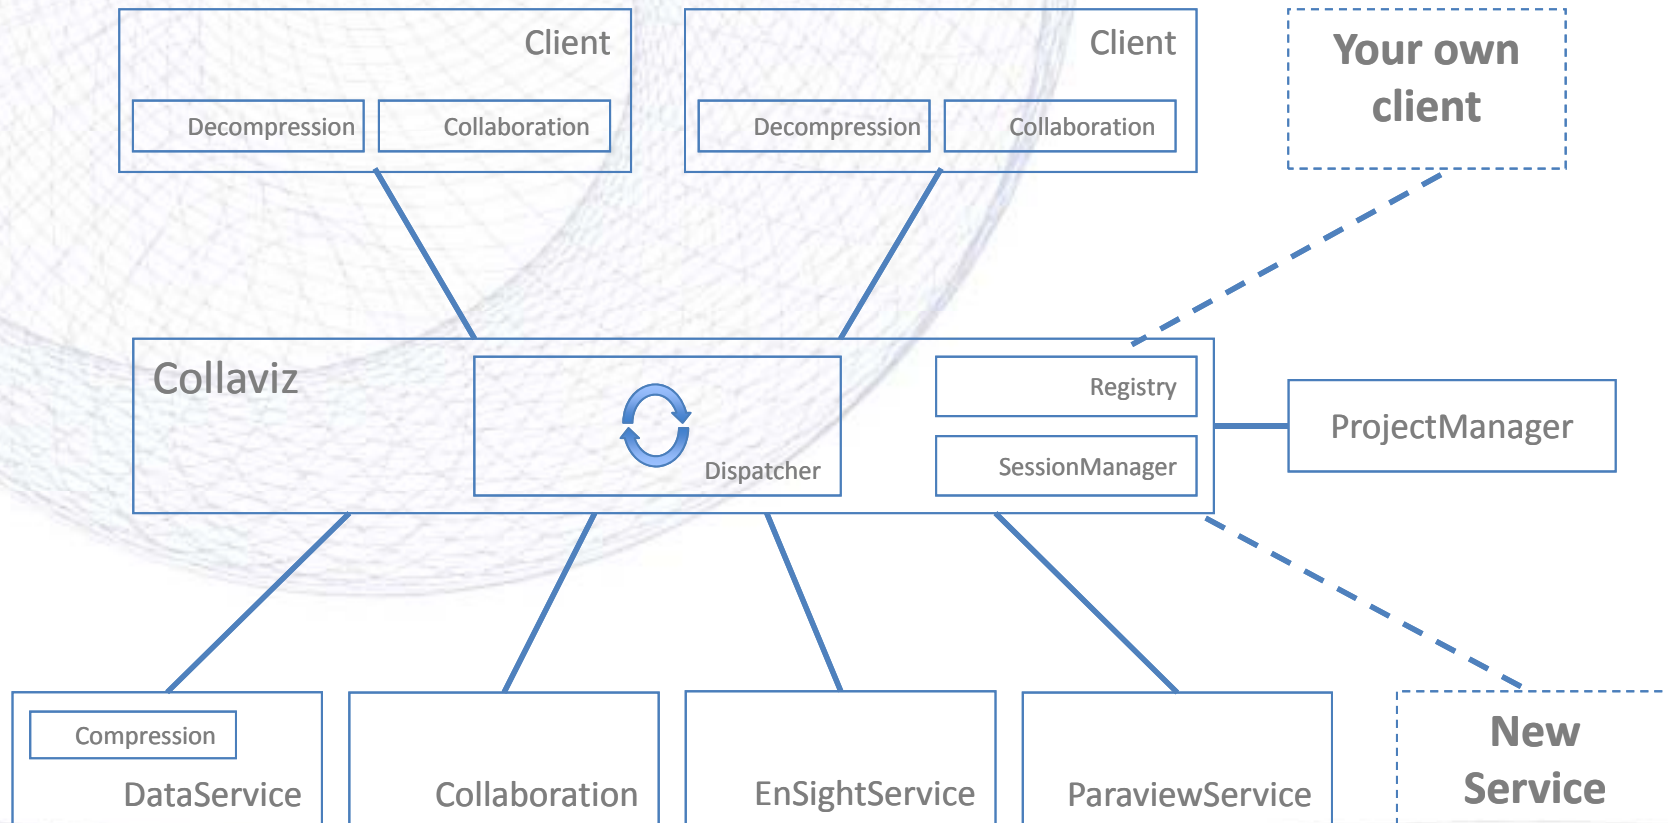 Client
Decompression
Collaboration
Client
Decompression
Collaboration
Your own
client
Collaviz
Dispatcher
Registry
SessionManager
ProjectManager
Compression
DataService
Collaboration
EnSightService
ParaviewService
New
Service